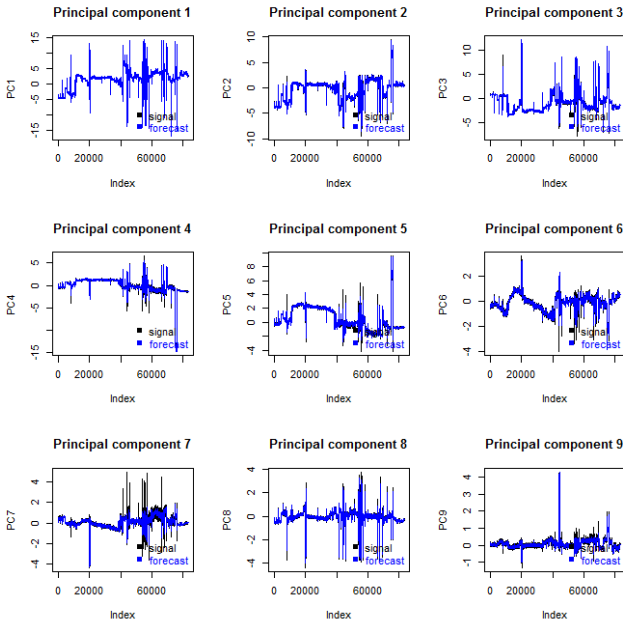 Principal component 1
Principal component 2
Principal component 3
PC1
15
5
-5
-15
signal
forecast
0 20000 60000
Index
PC2
10
5
0
-5
-10
signal
forecast
0 20000 60000
Index
PC3
10
5
0
-5
signal
forecast
0 20000 60000
Index
Principal component 4
Principal component 5
Principal component 6
PC4
5
0
-5
-15
signal
forecast
0 20000 60000
Index
PC5
10
8
6
4
2
0
-4
signal
forecast
0 20000 60000
Index
PC6
2
0
-2
-4
signal
forecast
0 20000 60000
Index
Principal component 7
Principal component 8
Principal component 9
PC7
4
2
0
-2
-4
signal
forecast
0 20000 60000
Index
PC8
4
2
0
-2
-4
signal
forecast
0 20000 60000
Index
PC9
4
3
2
1
0
-1
signal
forecast
0 20000 60000
Index